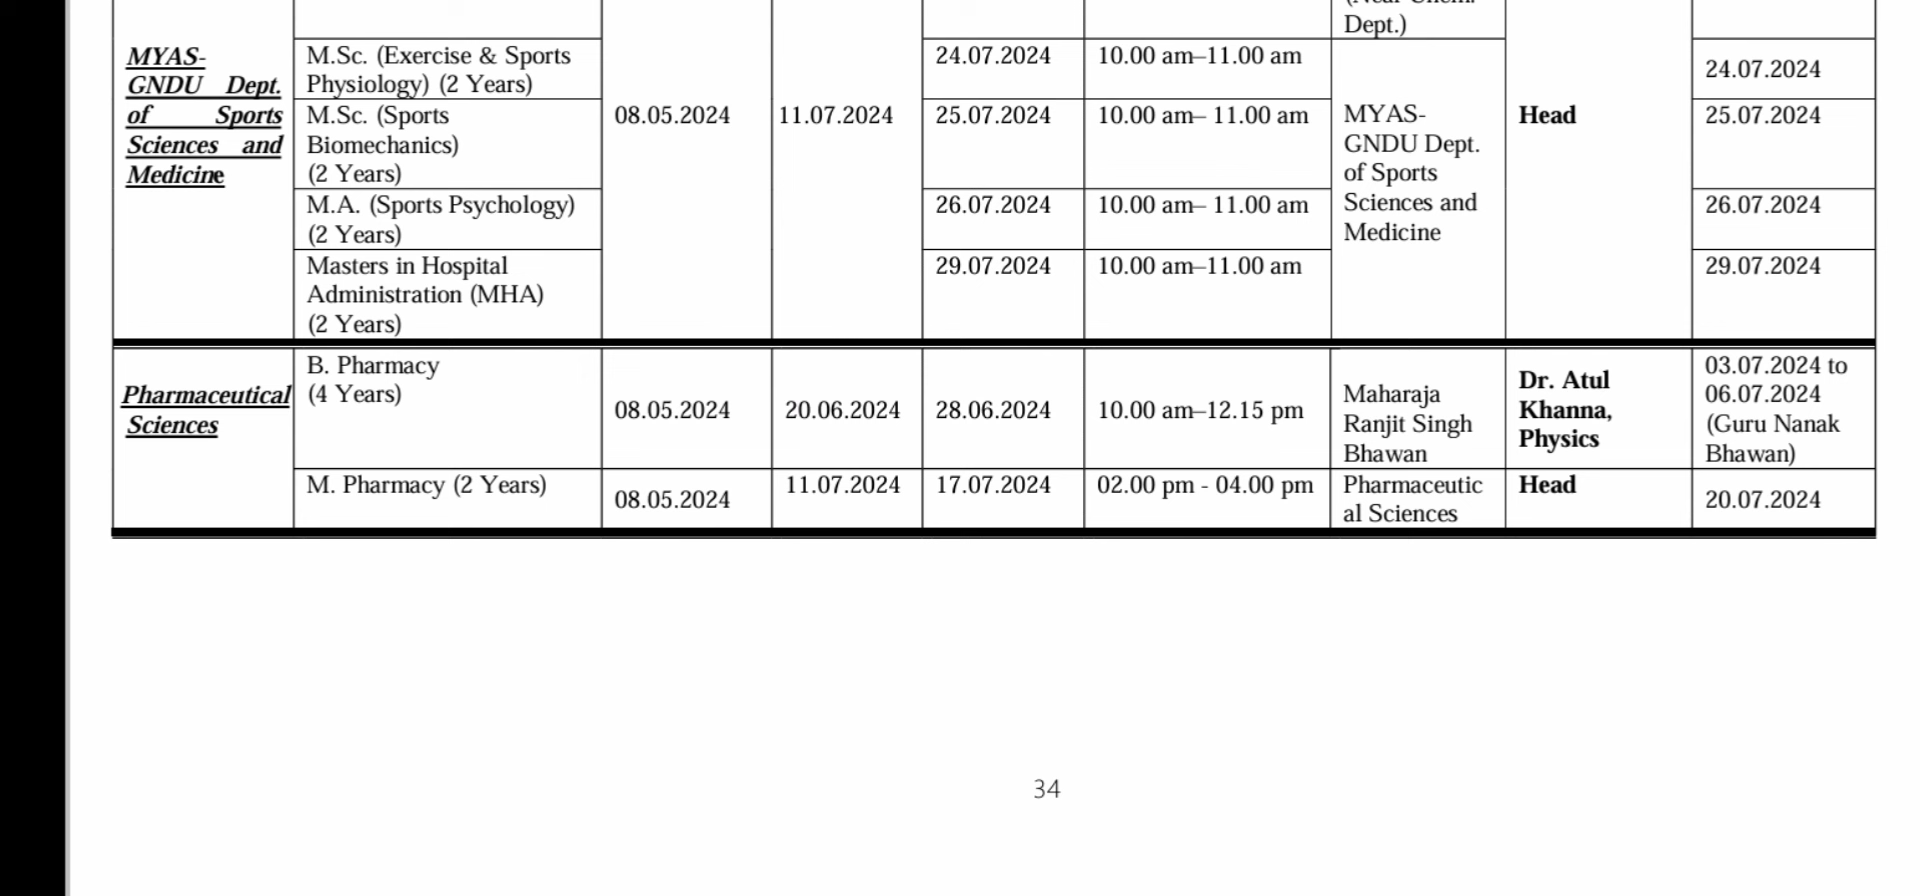 Dept.)
MYAS-
GNDU Dept.
of Sports
Sciences and
Medicine
M.Sc. (Exercise & Sports
Physiology) (2 Years)
08.05.2024
11.07.2024
24.07.2024
10.00 am–11.00 am
MYAS-
GNDU Dept.
of Sports
Sciences and
Medicine
Head
24.07.2024
M.Sc. (Sports
Biomechanics)
(2 Years)
25.07.2024
10.00 am– 11.00 am
25.07.2024
M.A. (Sports Psychology)
(2 Years)
26.07.2024
10.00 am– 11.00 am
26.07.2024
Masters in Hospital
Administration (MHA)
(2 Years)
29.07.2024
10.00 am–11.00 am
29.07.2024
Pharmaceutical
Sciences
B. Pharmacy
(4 Years)
08.05.2024
20.06.2024
28.06.2024
10.00 am–12.15 pm
Maharaja
Ranjit Singh
Bhawan
Dr. Atul
Khanna,
Physics
03.07.2024 to
06.07.2024
(Guru Nanak
Bhawan)
M. Pharmacy (2 Years)
08.05.2024
11.07.2024
17.07.2024
02.00 pm - 04.00 pm
Pharmaceutic
al Sciences
Head
20.07.2024
34